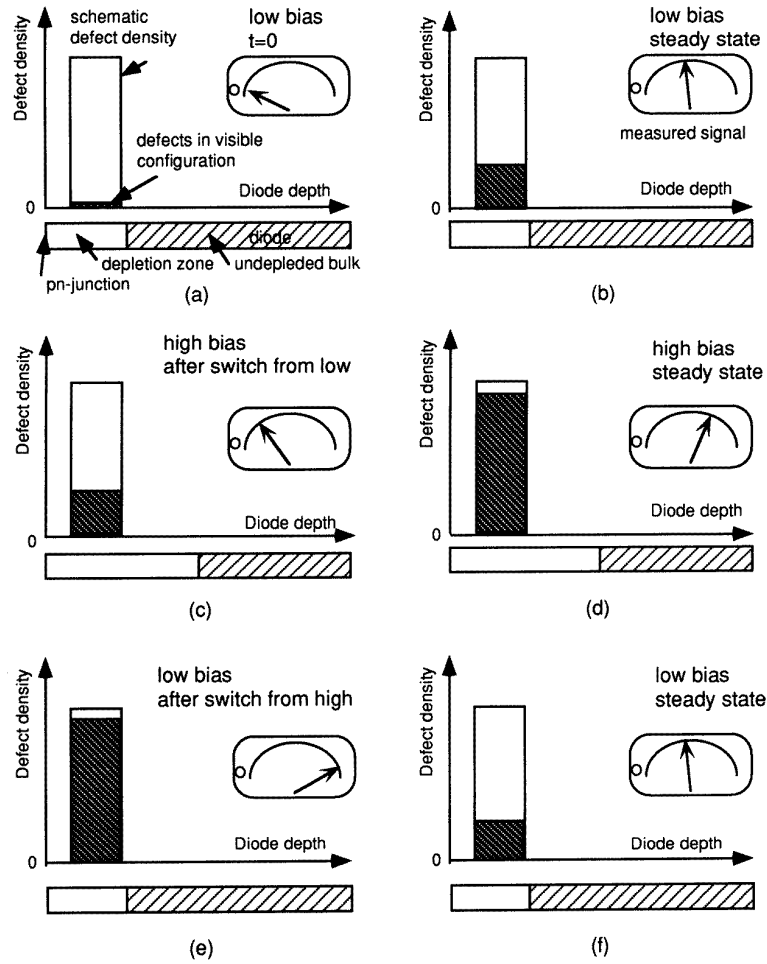 Defect density
schematic
defect density
low bias
t=0
O
defects in visible
configuration
Diode depth
0
diode
depletion zone
undepleded bulk
pn-junction
(a)
Defect density
low bias
steady state
O
measured signal
Diode depth
0
(b)
Defect density
high bias
after switch from low
O
Diode depth
0
(c)
Defect density
high bias
steady state
O
Diode depth
0
(d)
Defect density
low bias
after switch from high
O
Diode depth
0
(e)
Defect density
low bias
steady state
O
Diode depth
0
(f)